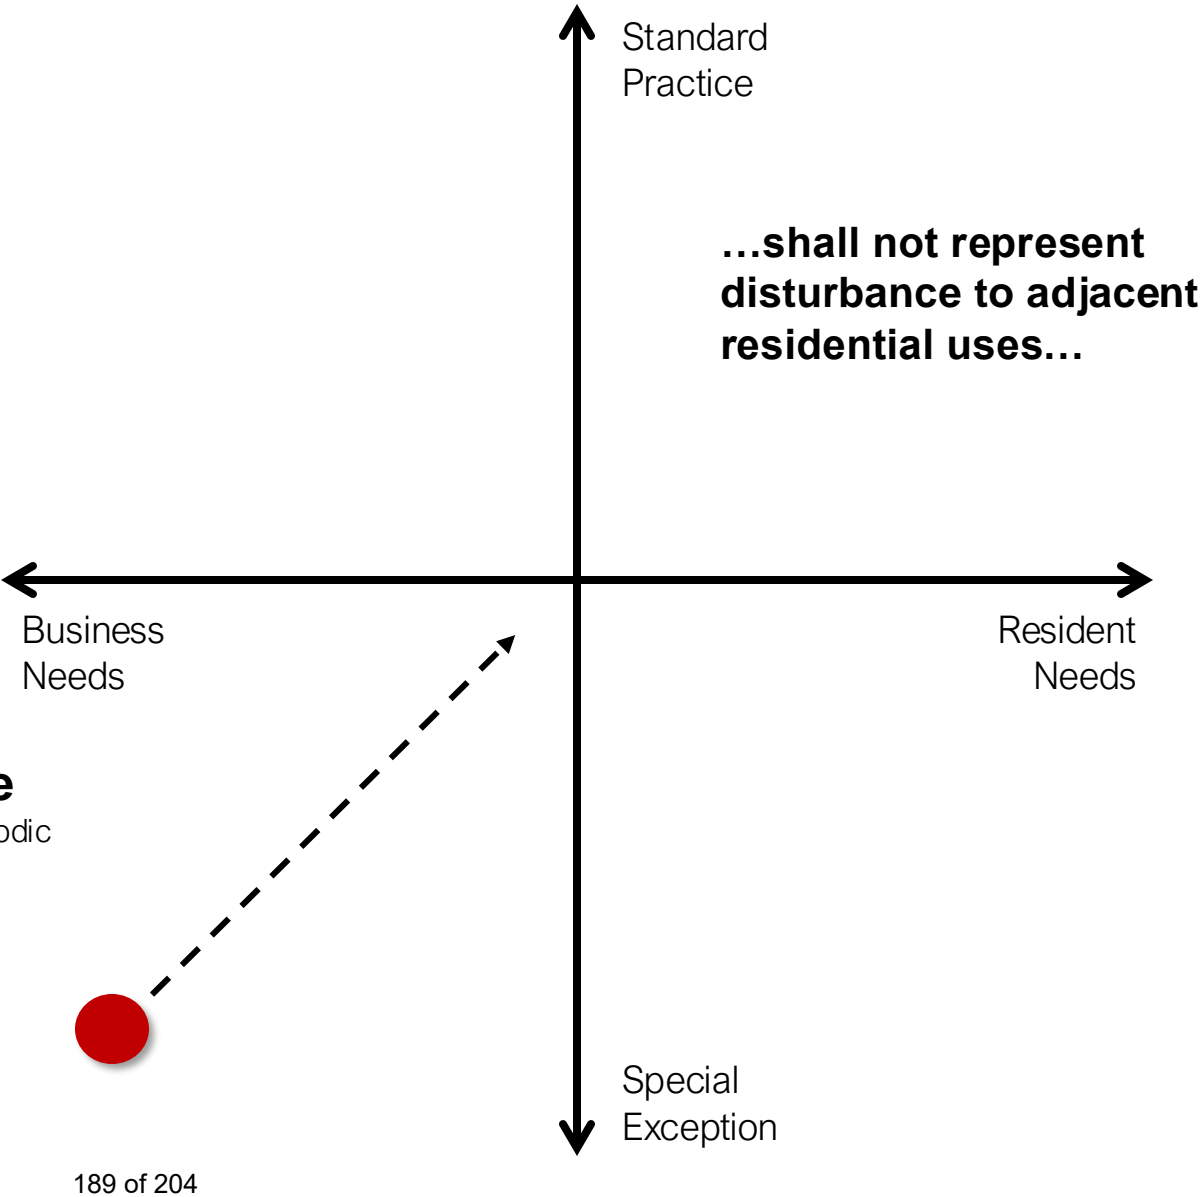 Standard
Practice
…shall not represent
disturbance to adjacent
residential uses…
Business
Needs
Resident
Needs
e
odic
Special
Exception
189 of 204